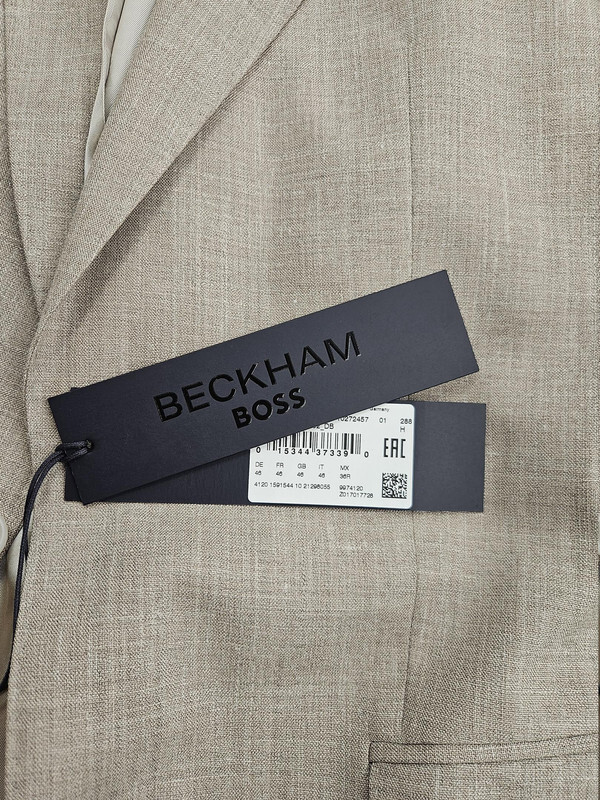 BECKHAM
BOSS
Germany
10272457 01 288
H
_DB
0 15344 37339 0
EAC
DE FR GB IT MX
46 46 46 46 36R
4120 1591544 10 21296055 9974120
Z017017726